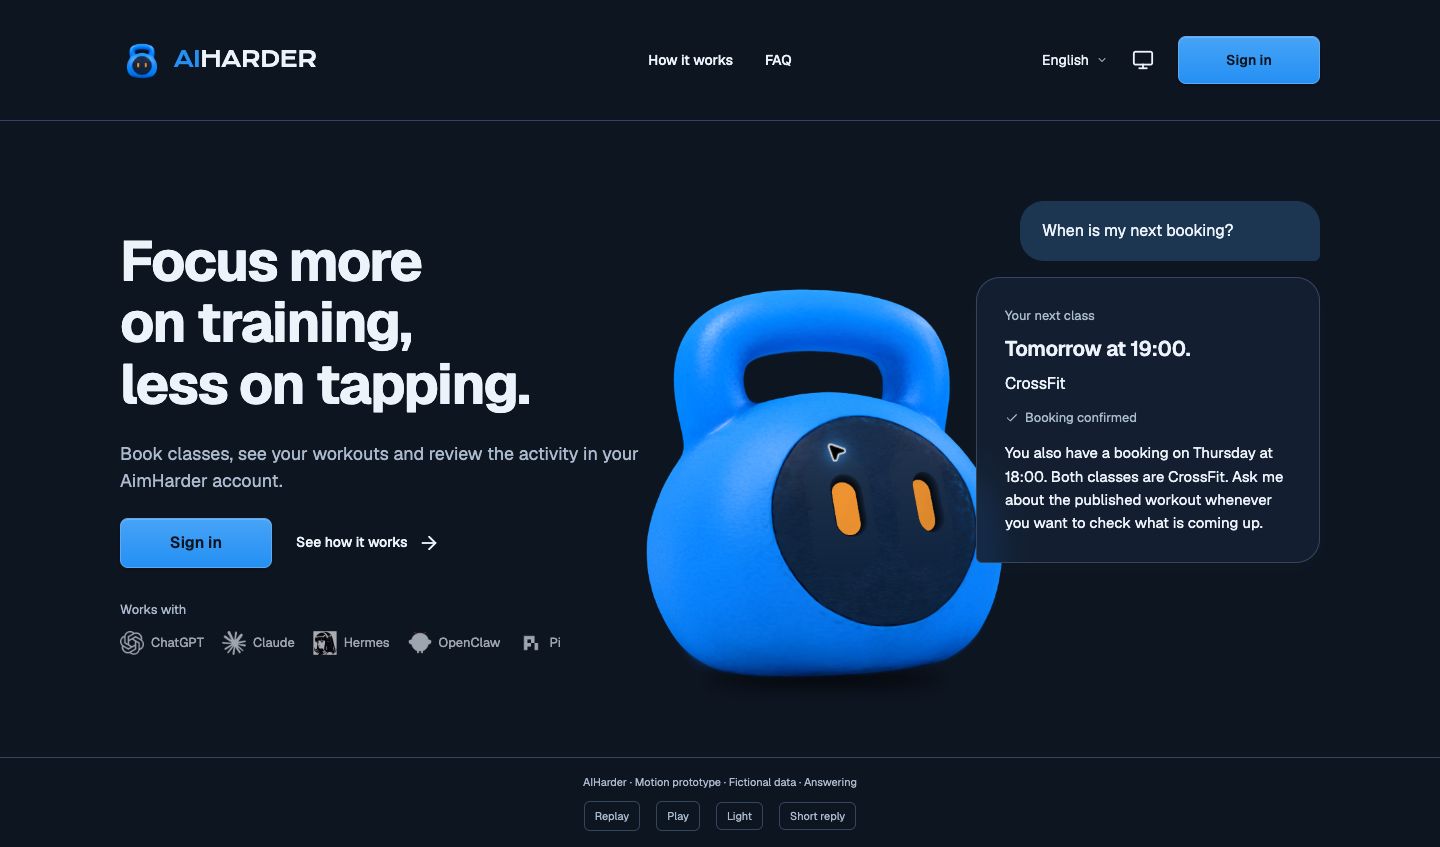 AIHARDER
How it works
FAQ
English
Sign in
Focus more
on training,
less on tapping.
Book classes, see your workouts and review the activity in your
AimHarder account.
Sign in
See how it works
Works with
ChatGPT
Claude
Hermes
OpenClaw
Pi
When is my next booking?
Your next class
Tomorrow at 19:00.
CrossFit
Booking confirmed
You also have a booking on Thursday at
18:00. Both classes are CrossFit. Ask me
about the published workout whenever
you want to check what is coming up.
AIHarder · Motion prototype · Fictional data · Answering
Replay
Play
Light
Short reply